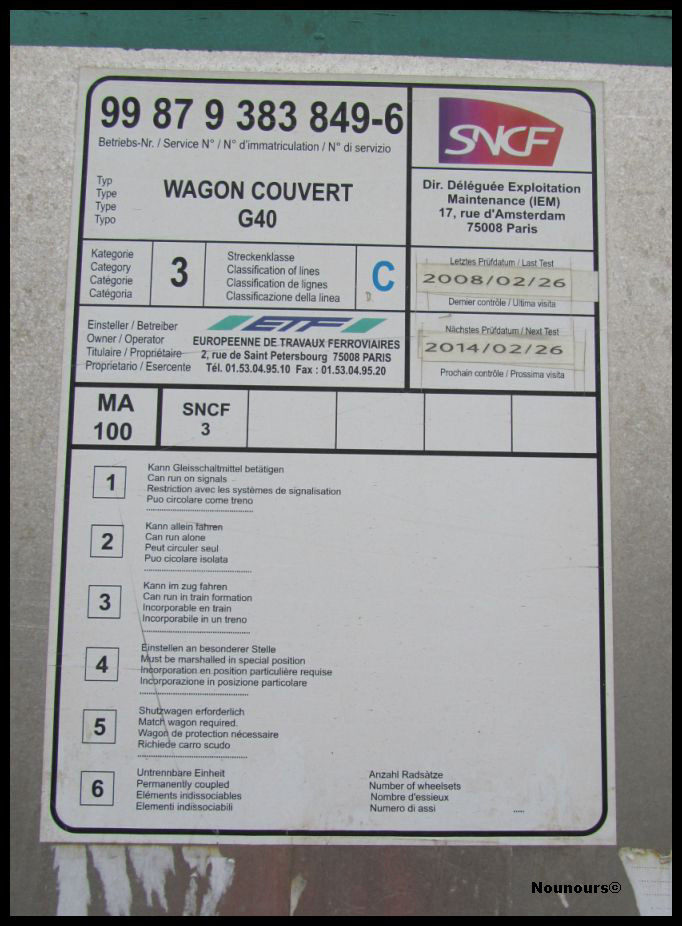 99 87 9 383 849-6
Betriebs-Nr. / Service N° / N° d'immatriculation / N° di servizio
Typ
Type
Type
Typo
WAGON COUVERT
G40
SNCF
Dir. Déléguée Exploitation
Maintenance (IEM)
17, rue d'Amsterdam
75008 Paris
Kategorie
Category
Catégorie
Catégoria
3
Streckenklasse
Classification of lines
Classification de lignes
Classificazione della linea
C
D.
Letztes Prüfdatum / Last Test
2008/02/26
Dernier contrôle / Ultima visita
Einsteller / Betreiber
Owner / Operator
Titulaire / Propriétaire
Proprietario / Esercente
ETF
EUROPEENNE DE TRAVAUX FERROVIAIRES
2, rue de Saint Petersbourg 75008 PARIS
Tél. 01.53.04.95.10 Fax : 01.53.04.95.20
Nächstes Prüfdatum / Next Test
2014/02/26
Prochain contrôle / Prossima visita
MA
100
SNCF
3
1
Kann Gleisschaltmittel betätigen
Can run on signals
Restriction avec les systèmes de signalisation
Puo circolare come treno
2
Kann allein fahren
Can run alone
Peut circuler seul
Puo cicolare isolata
3
Kann im zug fahren
Can run in train formation
Incorporable en train
Incorporabile in un treno
4
Einstellen an besonderer Stelle
Must be marshalled in special position
Incorporation en position particulière requise
Incorporazione in posizione particolare
5
Shutzwagen erforderlich
Match wagon required.
Wagon de protection nécessaire
Richiede carro scudo
6
Untrennbare Einheit
Permanently coupled
Eléments indissociables
Elementi indissociabili
Anzahl Radsàtze
Number of wheelsets
Nombre d'essieux
Numero di assi .....
Nounours©